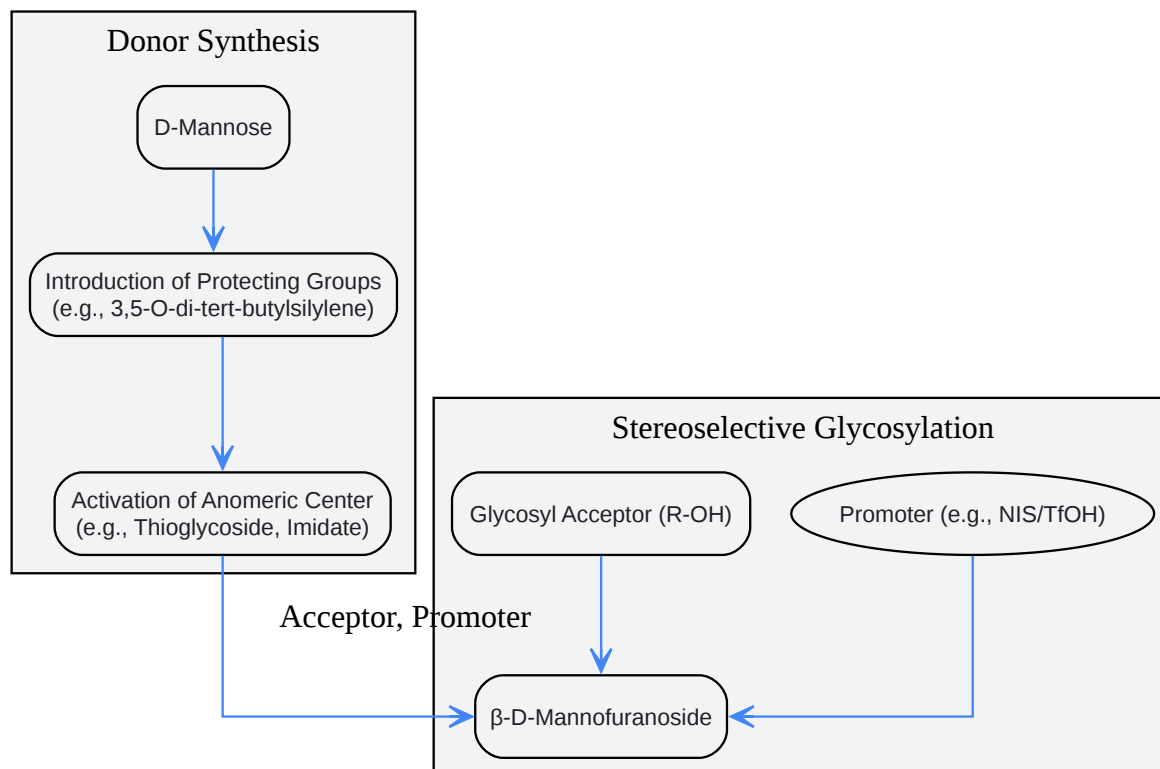 Donor Synthesis
D-Mannose
Introduction of Protecting Groups
(e.g., 3,5-O-di-tert-butylsilylene)
Activation of Anomeric Center
(e.g., Thioglycoside, Imidate)
Stereoselective Glycosylation
Glycosyl Acceptor (R-OH)
Promoter (e.g., NIS/TfOH)
Acceptor, Promoter
β-D-Mannofuranoside